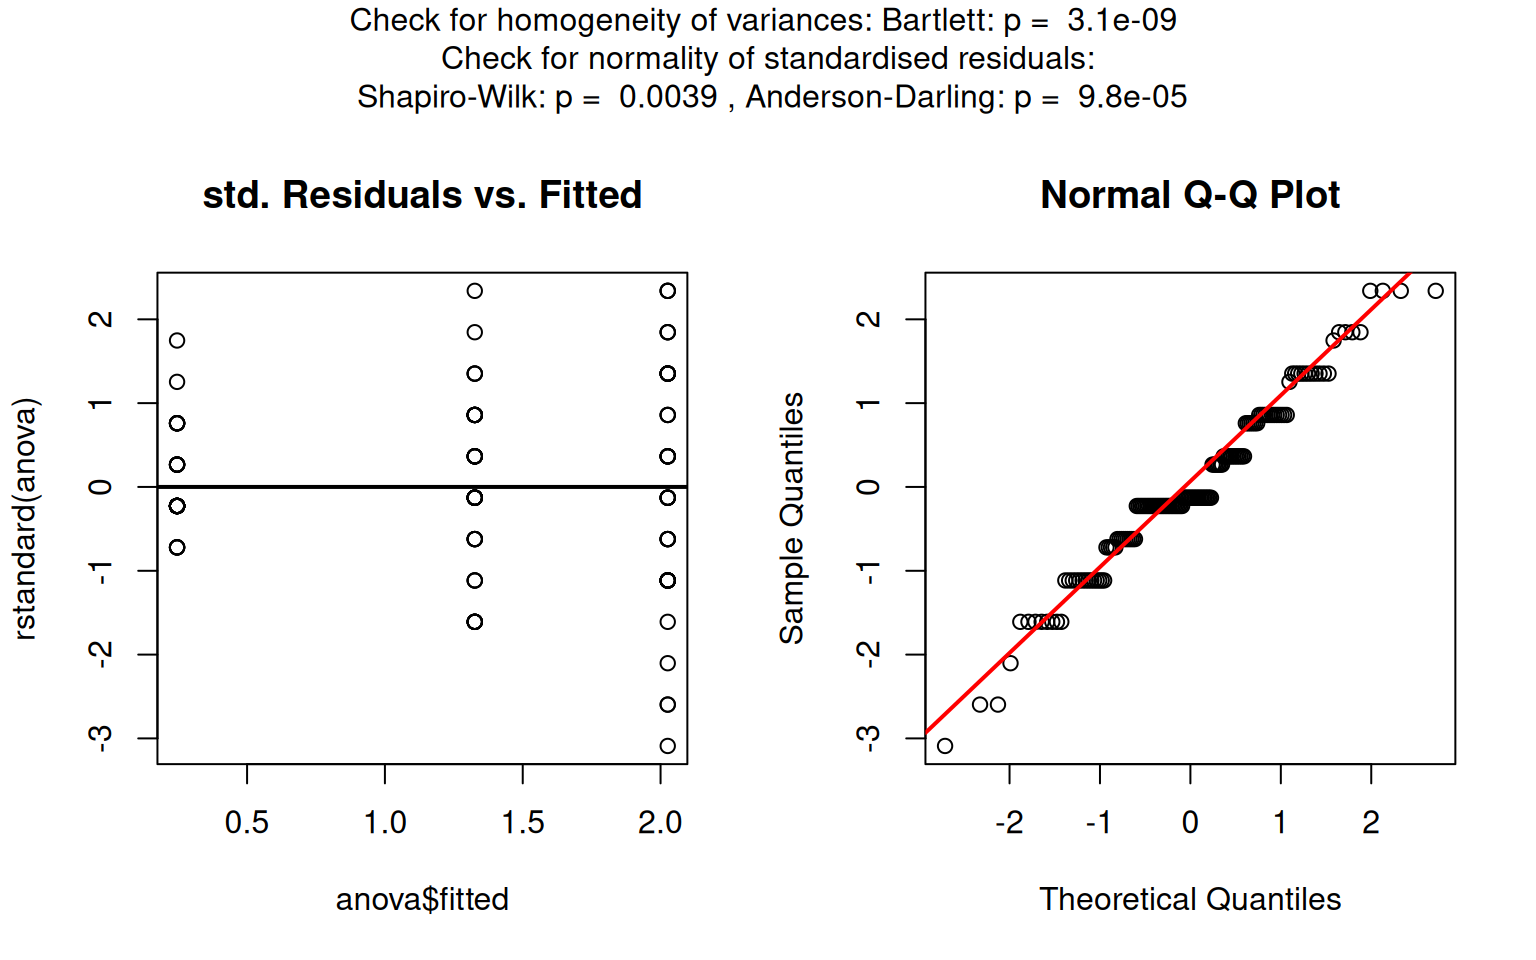 Check for homogeneity of variances: Bartlett: p =  3.1e-09
Check for normality of standardised residuals:
Shapiro-Wilk: p =  0.0039 , Anderson-Darling: p =  9.8e-05
std. Residuals vs. Fitted
rstandard(anova)
2
1
0
-1
-2
-3
0.5 1.0 1.5 2.0
anova$fitted
Normal Q-Q Plot
Sample Quantiles
2
1
0
-1
-2
-3
-2 -1 0 1 2
Theoretical Quantiles